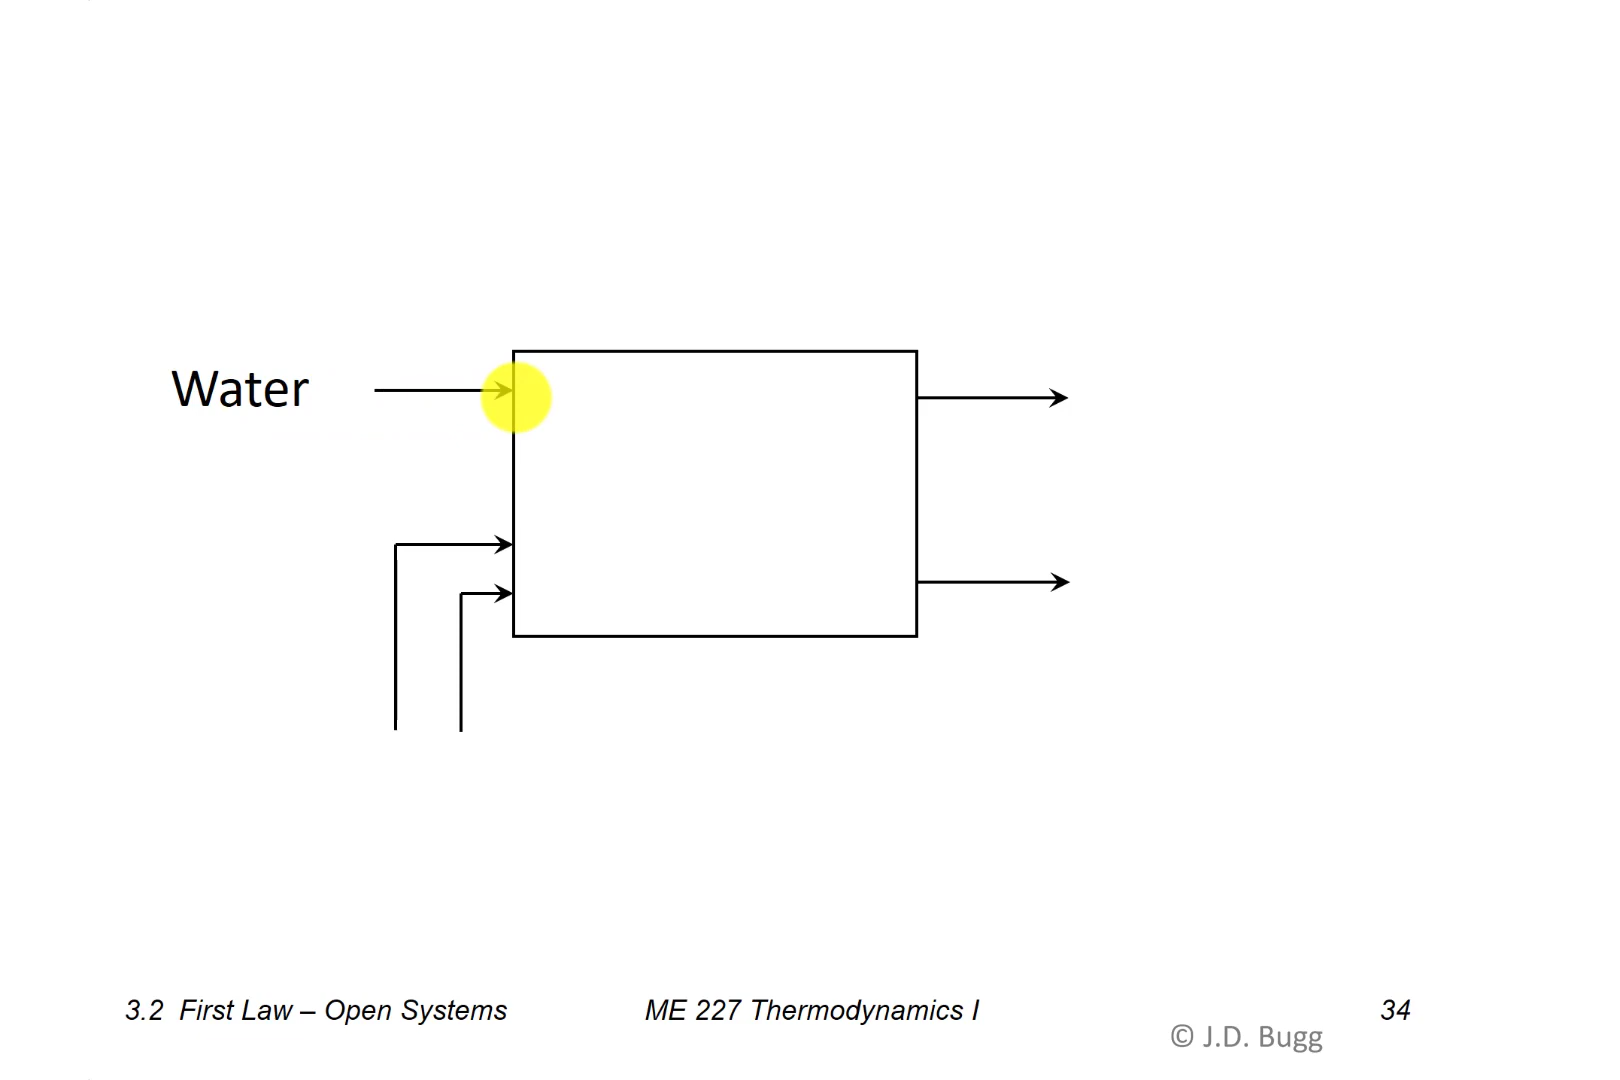 Water
3.2 First Law – Open Systems
ME 227 Thermodynamics I
34
© J.D. Bugg